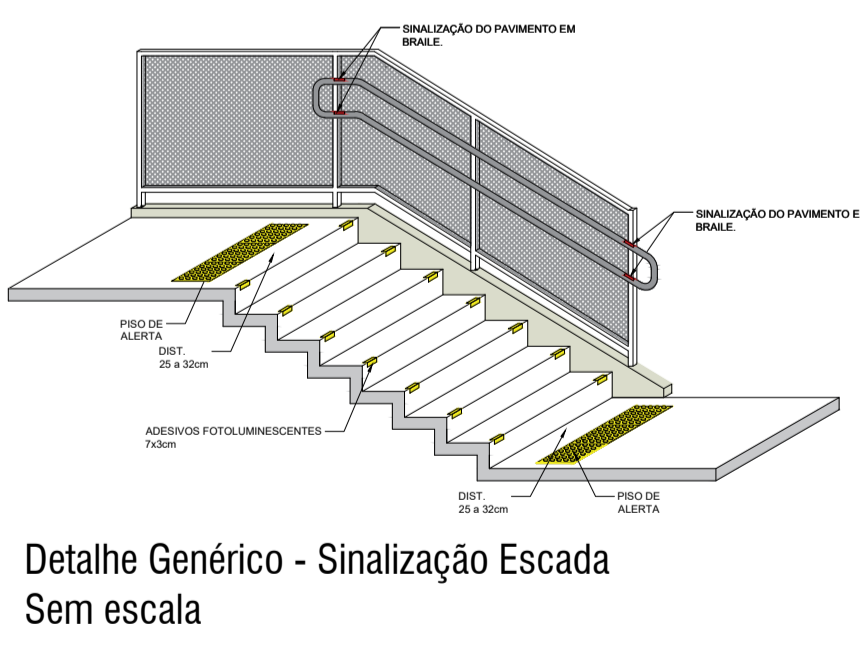 SINALIZAÇÃO DO PAVIMENTO EM
BRAILE.
SINALIZAÇÃO DO PAVIMENTO E
BRAILE.
PISO DE
ALERTA
DIST.
25 a 32cm
ADESIVOS FOTOLUMINESCENTES
7x3cm
DIST.
25 a 32cm
PISO DE
ALERTA
Detalhe Genérico - Sinalização Escada
Sem escala